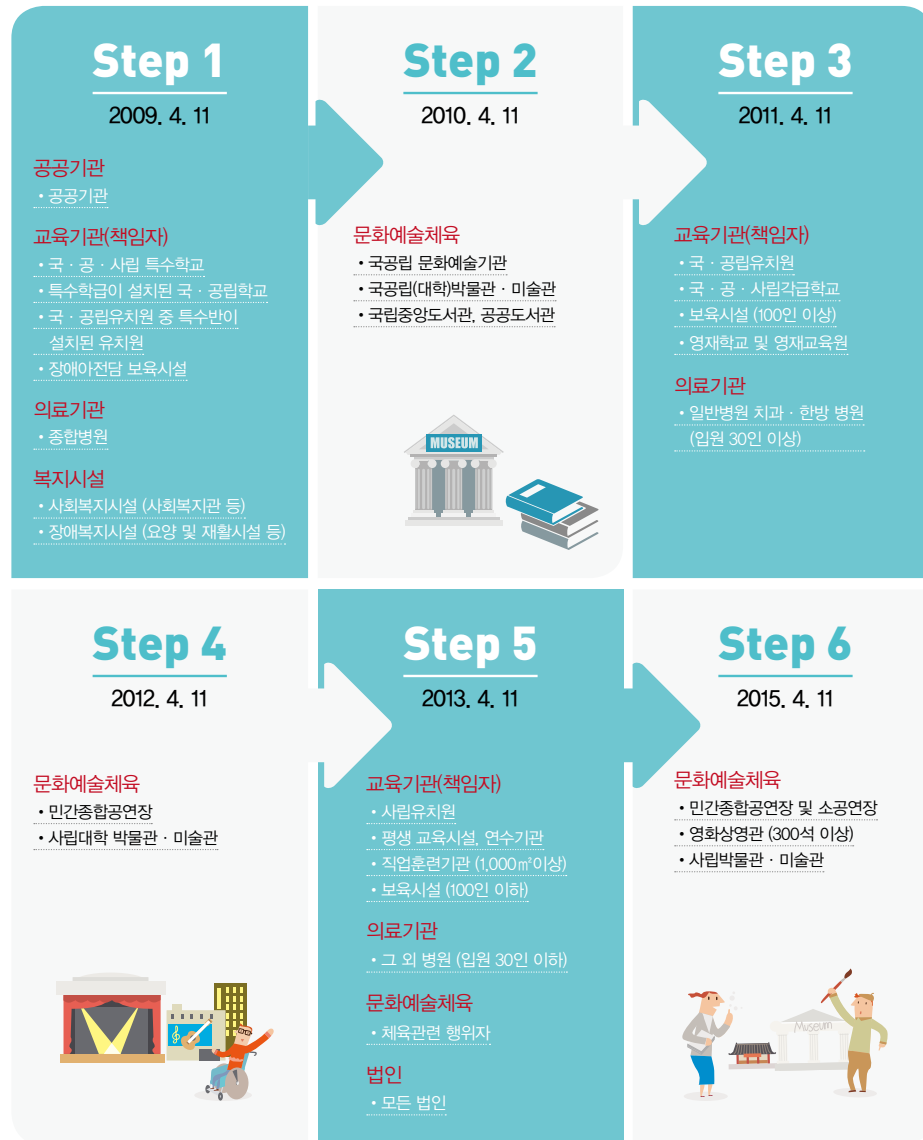 Step 1
2009. 4. 11
공공기관
• 공공기관
교육기관(책임자)
• 국 · 공 · 사립 특수학교
• 특수학급이 설치된 국 · 공립학교
• 국 · 공립유치원 중 특수반이
설치된 유치원
• 장애아전담 보육시설
의료기관
• 종합병원
복지시설
• 사회복지시설 (사회복지관 등)
• 장애복지시설 (요양 및 재활시설 등)
Step 2
2010. 4. 11
문화예술체육
• 국공립 문화예술기관
• 국공립(대학)박물관 · 미술관
• 국립중앙도서관, 공공도서관
MUSEUM
Step 3
2011. 4. 11
교육기관(책임자)
• 국 · 공립유치원
• 국 · 공 · 사립각급학교
• 보육시설 (100인 이상)
• 영재학교 및 영재교육원
의료기관
• 일반병원 치과 · 한방 병원
(입원 30인 이상)
Step 4
2012. 4. 11
문화예술체육
• 민간종합공연장
• 사립대학 박물관 · 미술관
Step 5
2013. 4. 11
교육기관(책임자)
• 사립유치원
• 평생 교육시설, 연수기관
• 직업훈련기관 (1,000㎡이상)
• 보육시설 (100인 이하)
의료기관
• 그 외 병원 (입원 30인 이하)
문화예술체육
• 체육관련 행위자
법인
• 모든 법인
Step 6
2015. 4. 11
문화예술체육
• 민간종합공연장 및 소공연장
• 영화상영관 (300석 이상)
• 사립박물관 · 미술관
Museum